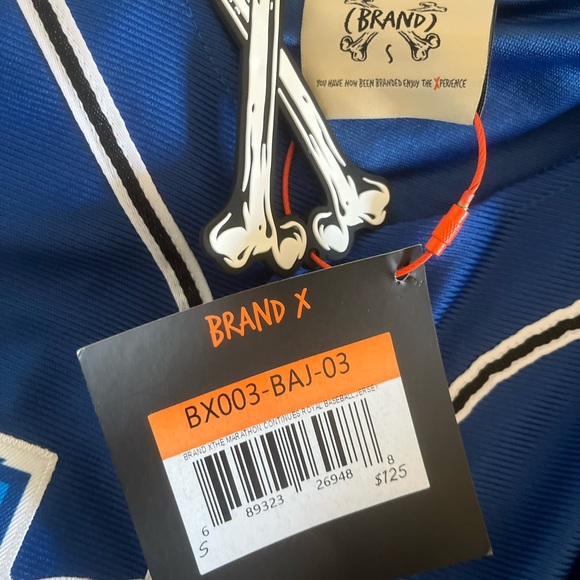 (BRAND)
S
YOU HAVE NOW BEEN BRANDED ENJOY THE XPERIENCE
BRAND X
BX003-BAJ-03
BRAND XTHE MARATHON CONTINUES ROYAL BASEBALL JERSEY
6 89323 26948 8
S
$125